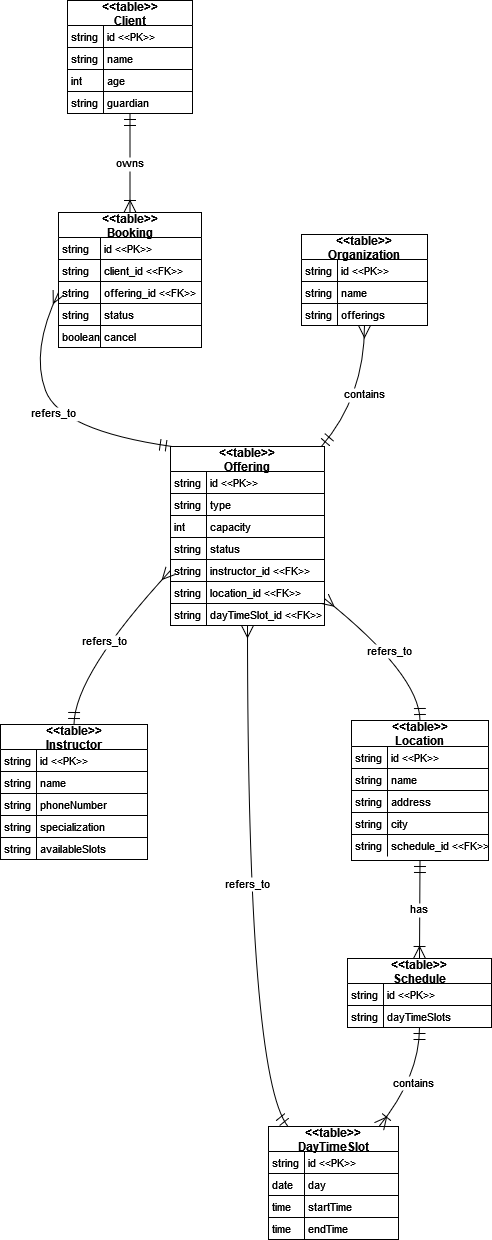 <<table>>
Client
string id <<PK>>
string name
int age
string guardian
owns
<<table>>
Booking
string id <<PK>>
string client_id <<FK>>
string offering_id <<FK>>
string status
boolean cancel
<<table>>
Organization
string id <<PK>>
string name
string offerings
refers_to
contains
<<table>>
Offering
string id <<PK>>
string type
int capacity
string status
string instructor_id <<FK>>
string location_id <<FK>>
string dayTimeSlot_id <<FK>>
refers_to
refers_to
<<table>>
Instructor
string id <<PK>>
string name
string phoneNumber
string specialization
string availableSlots
<<table>>
Location
string id <<PK>>
string name
string address
string city
string schedule_id <<FK>>
refers_to
has
<<table>>
Schedule
string id <<PK>>
string dayTimeSlots
contains
<<table>>
DayTimeSlot
string id <<PK>>
date day
time startTime
time endTime